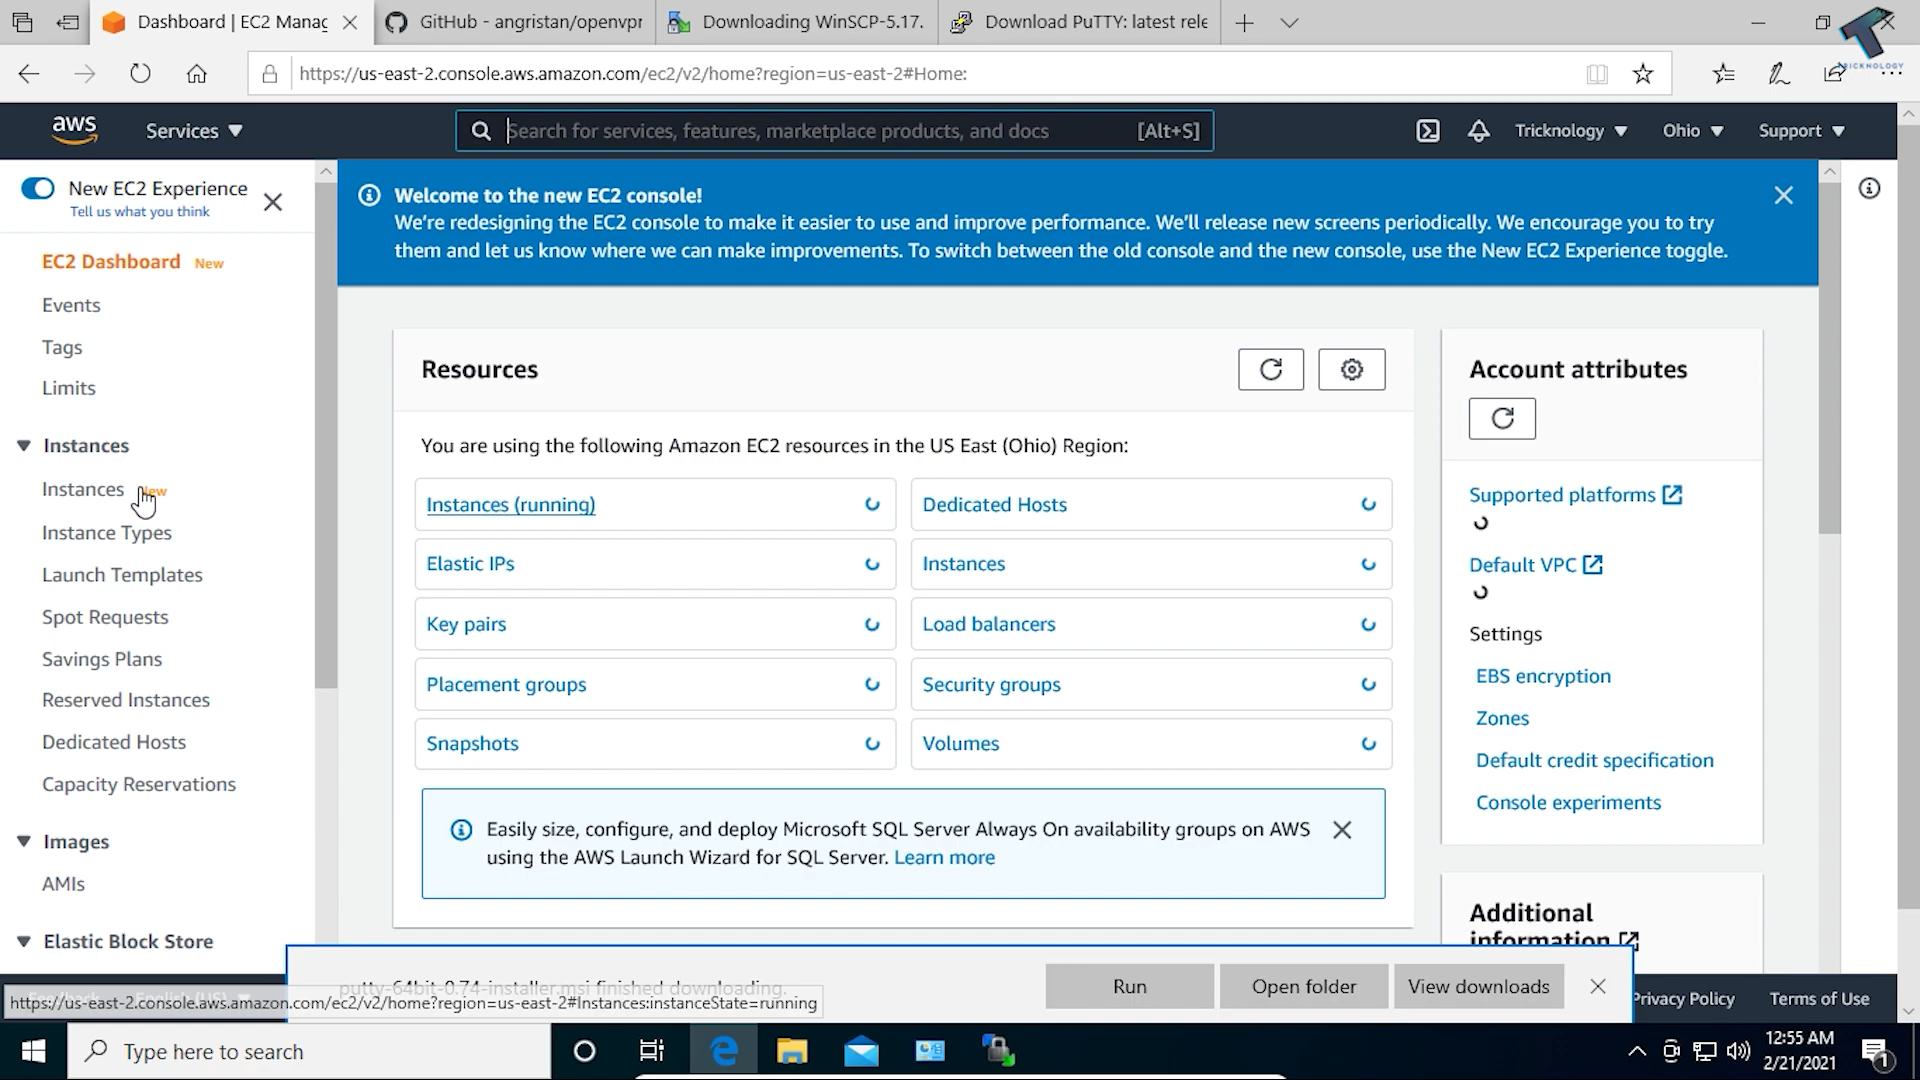 Dashboard | EC2 Manag
GitHub - angristan/openvpn
Downloading WinSCP-5.17.
Download PuTTY: latest rele
https://us-east-2.console.aws.amazon.com/ec2/v2/home?region=us-east-2#Home:
TRICKNOLOGY
aws
Services
Search for services, features, marketplace products, and docs
[Alt+S]
Tricknology
Ohio
Support
New EC2 Experience
Tell us what you think
EC2 Dashboard New
Events
Tags
Limits
Instances
Instances
Instance Types
Launch Templates
Spot Requests
Savings Plans
Reserved Instances
Dedicated Hosts
Capacity Reservations
Images
AMIs
Elastic Block Store
Welcome to the new EC2 console!
We're redesigning the EC2 console to make it easier to use and improve performance. We'll release new screens periodically. We encourage you to try
them and let us know where we can make improvements. To switch between the old console and the new console, use the New EC2 Experience toggle.
Resources
You are using the following Amazon EC2 resources in the US East (Ohio) Region:
Instances (running)
Dedicated Hosts
Elastic IPs
Instances
Key pairs
Load balancers
Placement groups
Security groups
Snapshots
Volumes
Easily size, configure, and deploy Microsoft SQL Server Always On availability groups on AWS
using the AWS Launch Wizard for SQL Server. Learn more
Account attributes
Supported platforms
Default VPC
Settings
EBS encryption
Zones
Default credit specification
Console experiments
Additional
information
putty-64bit-0.74-installer.msi finished downloading.
Run
Open folder
View downloads
https://us-east-2.console.aws.amazon.com/ec2/v2/home?region=us-east-2#Instances:instanceState=running
Privacy Policy
Terms of Use
Type here to search
12:55 AM
2/21/2021
1